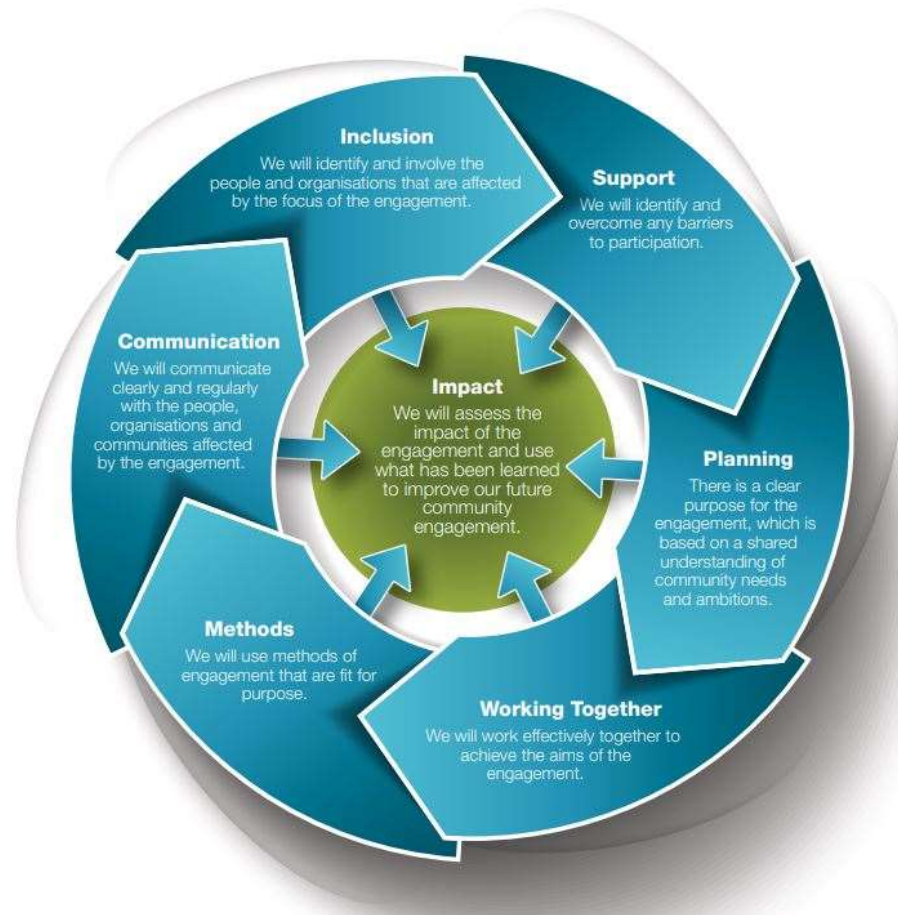 Inclusion
We will identify and involve the
people and organisations that are affected
by the focus of the engagement.
Support
We will identify and
overcome any barriers
to participation.
Planning
There is a clear
purpose for the
engagement, which is
based on a shared
understanding of
community needs
and ambitions.
Working Together
We will work effectively together to
achieve the aims of the
engagement.
Methods
We will use methods of
engagement that are fit for
purpose.
Communication
We will communicate
clearly and regularly
with the people,
organisations and
communities affected
by the engagement.
Impact
We will assess the
impact of the
engagement and use
what has been learned
to improve our future
community
engagement.